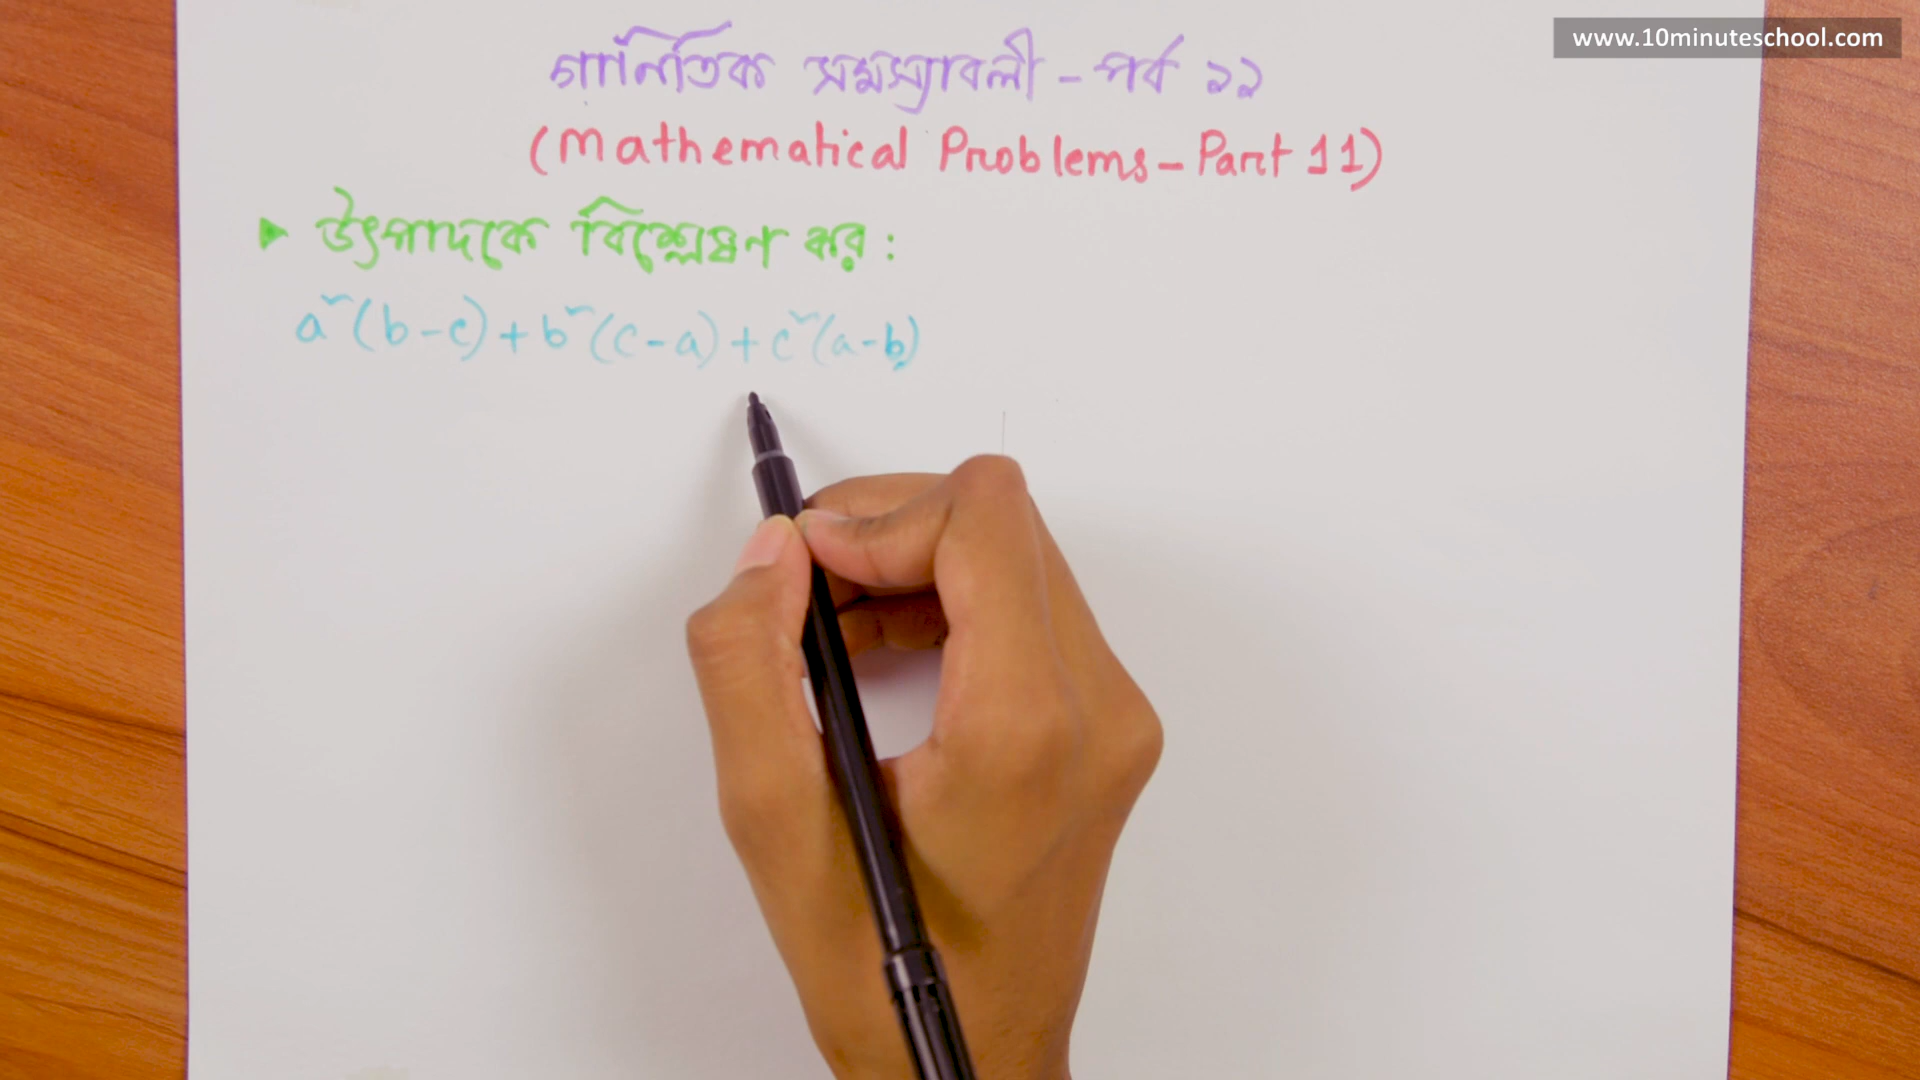 www.10minuteschool.com
গাণিতিক সমস্যাবলী - পর্ব ১১
(Mathematical Problems - Part 11)
▶ উৎপাদকে বিশ্লেষণ কর :
a²(b-c)+b²(c-a)+c²(a-b)